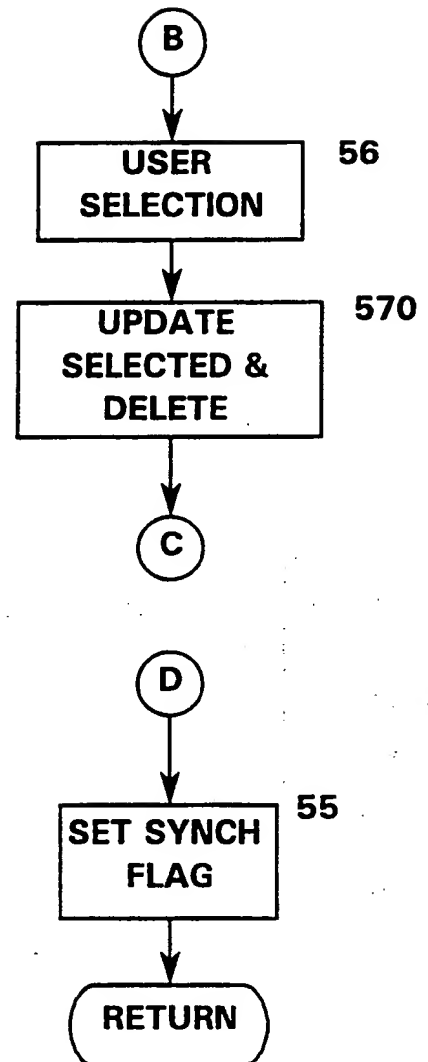 B
USER
SELECTION
56
UPDATE
SELECTED &
DELETE
570
C
D
SET SYNCH
FLAG
55
RETURN